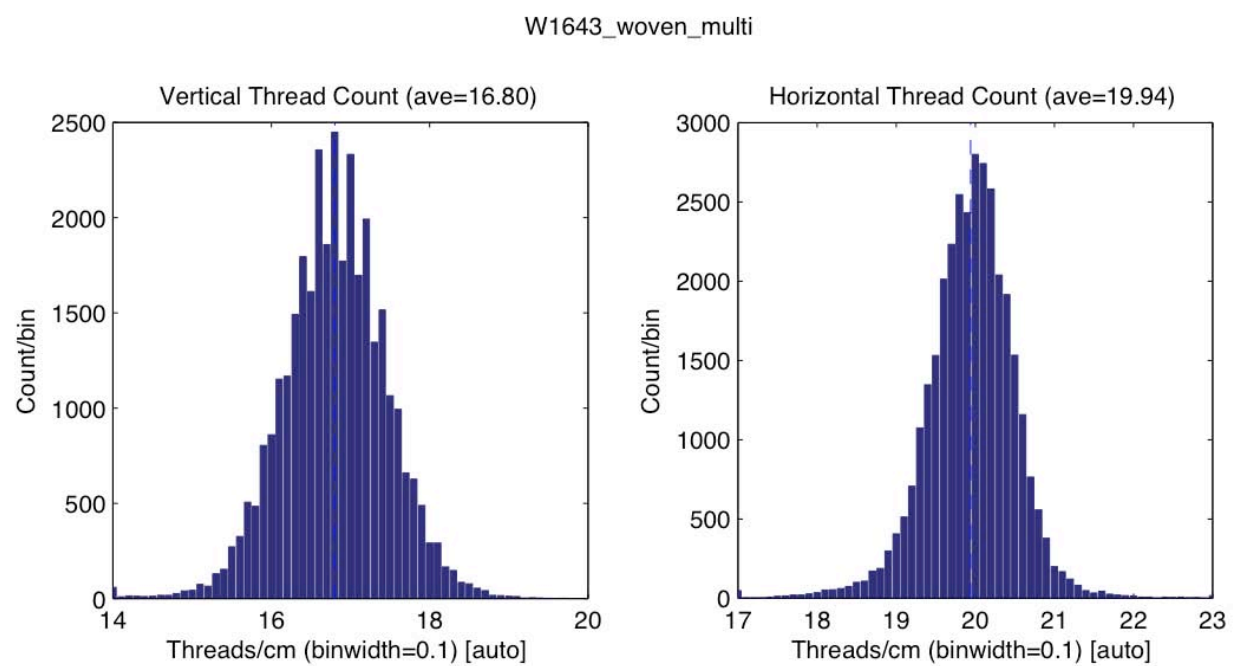 W1643_woven_multi
Vertical Thread Count (ave=16.80)
2500
2000
1500
1000
500
0
Count/bin
14 16 18 20
Threads/cm (binwidth=0.1) [auto]
Horizontal Thread Count (ave=19.94)
3000
2500
2000
1500
1000
500
0
Count/bin
17 18 19 20 21 22 23
Threads/cm (binwidth=0.1) [auto]